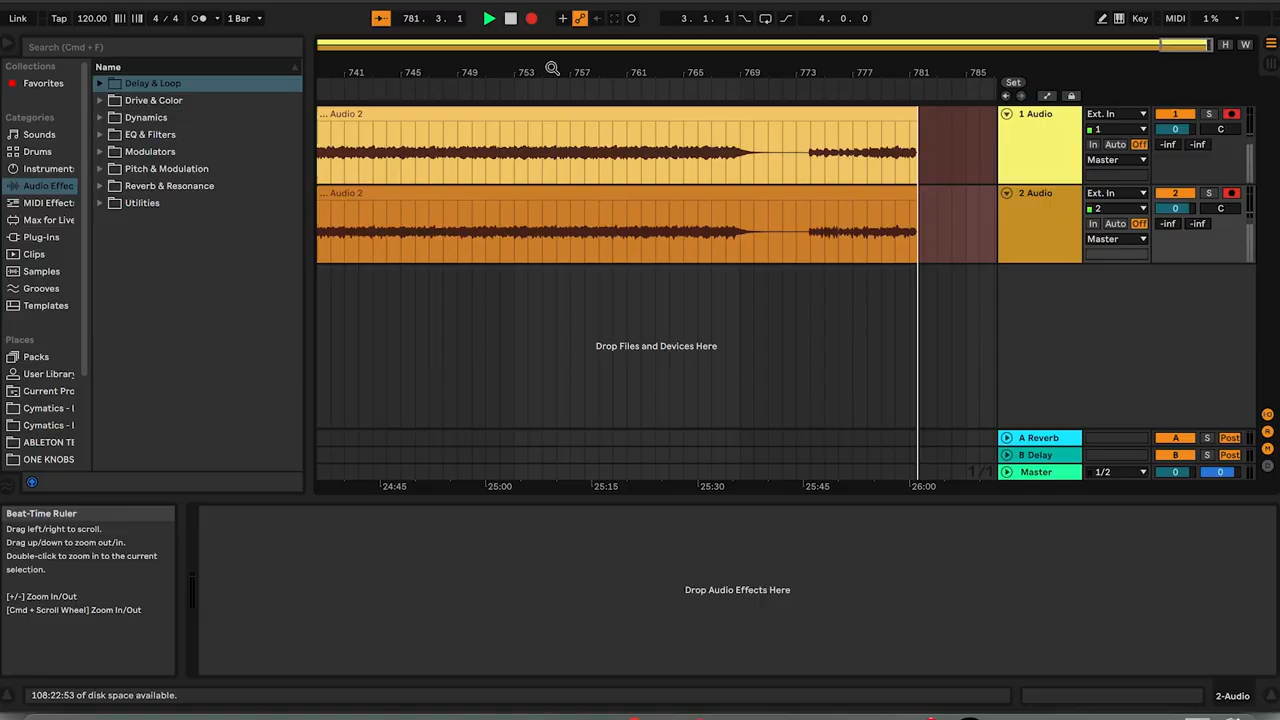 Link Tap 120.00 4 / 4 1 Bar 781. 3. 1 3. 1. 1 4. 0. 0 Key MIDI 1 %
Search (Cmd + F)
H W
Collections
Favorites
Categories
Sounds
Drums
Instrument
Audio Effec
MIDI Effect
Max for Live
Plug-Ins
Clips
Samples
Grooves
Templates
Places
Packs
User Library
Current Pro
Cymatics - L
Cymatics - L
ABLETON TE
ONE KNOBS
Name
Delay & Loop
Drive & Color
Dynamics
EQ & Filters
Modulators
Pitch & Modulation
Reverb & Resonance
Utilities
741 745 749 753 757 761 765 769 773 777 781 785
Set
... Audio 2
1 Audio Ext. In 1 S
1 0 C
In Auto Off -inf -inf
Master
... Audio 2
2 Audio Ext. In 2 S
2 0 C
In Auto Off -inf -inf
Master
Drop Files and Devices Here
A Reverb A S Post
B Delay B S Post
1/1
Master 1/2 0 0
24:45 25:00 25:15 25:30 25:45 26:00
Beat-Time Ruler
Drag left/right to scroll.
Drag up/down to zoom out/in.
Double-click to zoom in to the current
selection.
[+/-] Zoom In/Out
[Cmd + Scroll Wheel] Zoom In/Out
Drop Audio Effects Here
108:22:53 of disk space available.
2-Audio